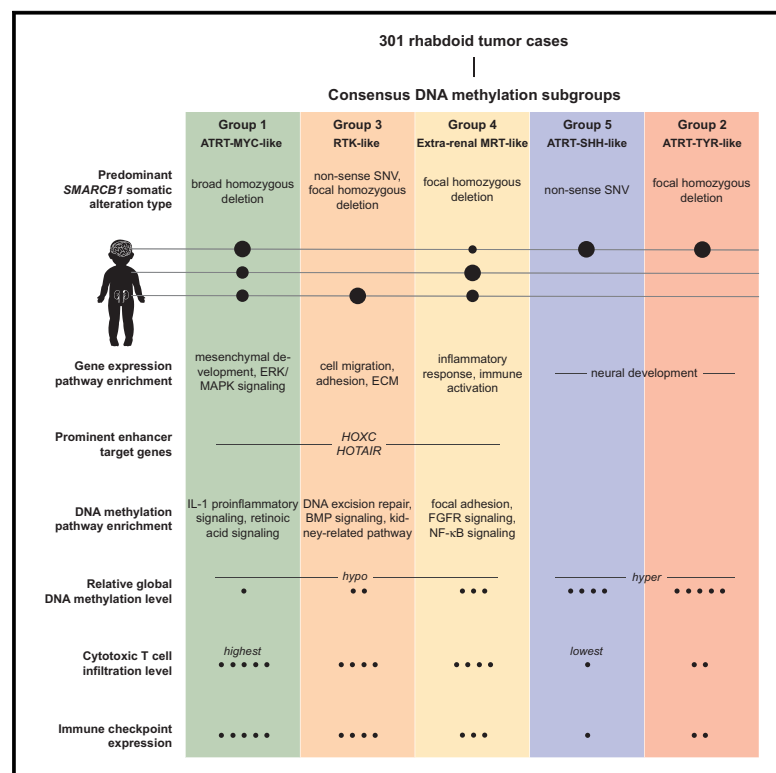 301 rhabdoid tumor cases
Consensus DNA methylation subgroups
Group 1
ATRT-MYC-like
Group 3
RTK-like
Group 4
Extra-renal MRT-like
Group 5
ATRT-SHH-like
Group 2
ATRT-TYR-like
Predominant
SMARCB1 somatic
alteration type
broad homozygous
deletion
non-sense SNV,
focal homozygous
deletion
focal homozygous
deletion
non-sense SNV
focal homozygous
deletion
Gene expression
pathway enrichment
mesenchymal de-
velopment, ERK/
MAPK signaling
cell migration,
adhesion, ECM
inflammatory
response, immune
activation
neural development
Prominent enhancer
target genes
HOXC
HOTAIR
DNA methylation
pathway enrichment
IL-1 proinflammatory
signaling, retinoic
acid signaling
DNA excision repair,
BMP signaling, kid-
ney-related pathway
focal adhesion,
FGFR signaling,
NF-κB signaling
Relative global
DNA methylation level
hypo
hyper
Cytotoxic T cell
infiltration level
highest
lowest
Immune checkpoint
expression